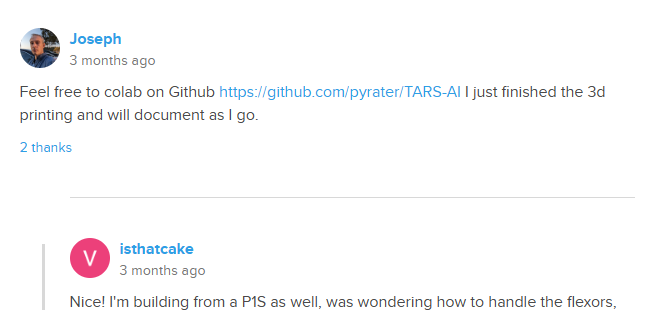 Joseph
3 months ago
Feel free to colab on Github https://github.com/pyrater/TARS-AI I just finished the 3d
printing and will document as I go.
2 thanks
V
isthatcake
3 months ago
Nice! I'm building from a P1S as well, was wondering how to handle the flexors,